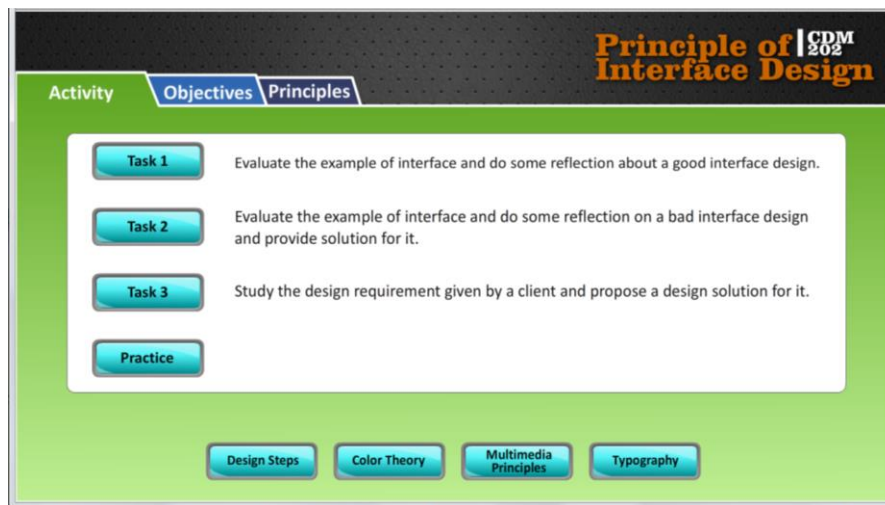 Principle of | CDM
202
Interface Design
Activity
Objectives
Principles
Task 1
Evaluate the example of interface and do some reflection about a good interface design.
Task 2
Evaluate the example of interface and do some reflection on a bad interface design
and provide solution for it.
Task 3
Study the design requirement given by a client and propose a design solution for it.
Practice
Design Steps
Color Theory
Multimedia
Principles
Typography